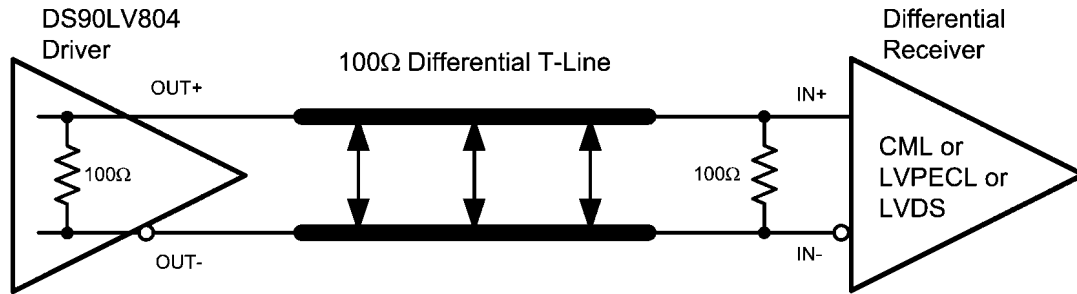 DS90LV804
Driver
OUT+
100Ω
OUT-
100Ω Differential T-Line
Differential
Receiver
IN+
100Ω
IN-
CML or
LVPECL or
LVDS